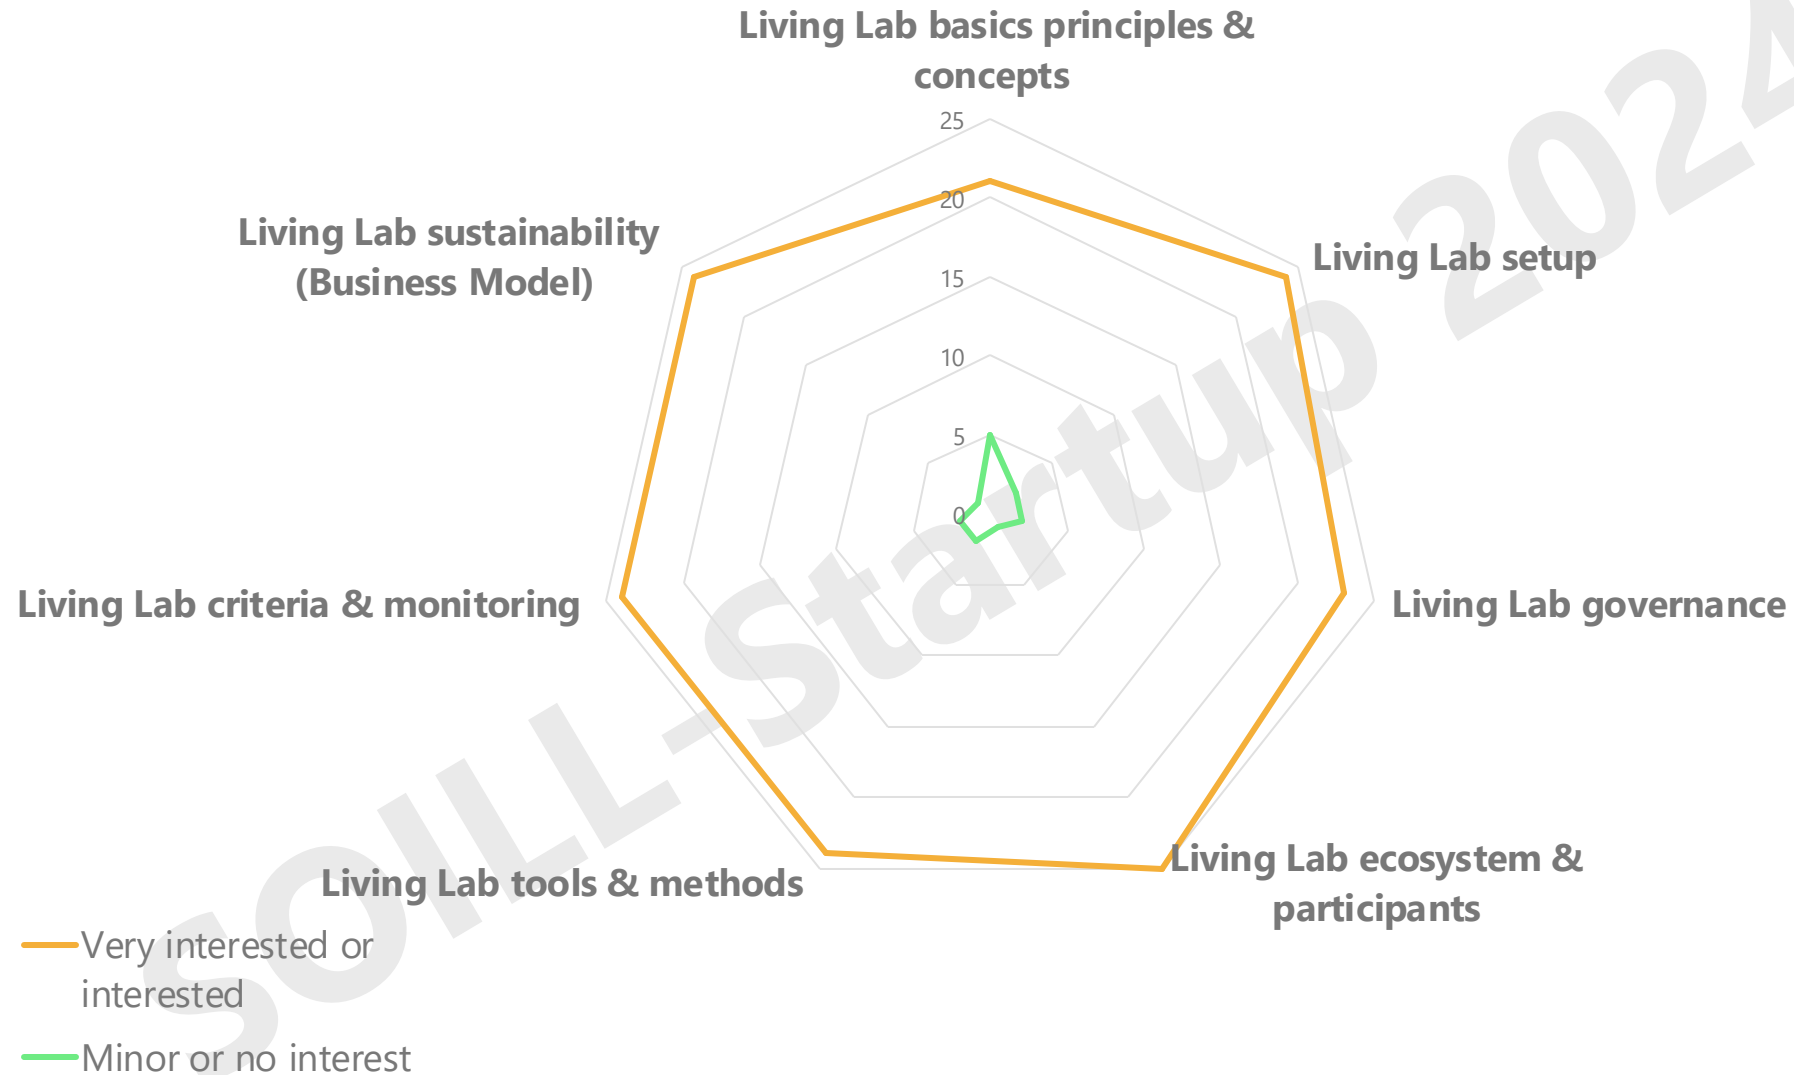 Living Lab basics principles &
concepts
25
20
15
10
5
0
Living Lab setup
Living Lab governance
Living Lab ecosystem &
participants
Living Lab tools & methods
Living Lab criteria & monitoring
Living Lab sustainability
(Business Model)
Very interested or
interested
Minor or no interest
SOILL-Startup 2024